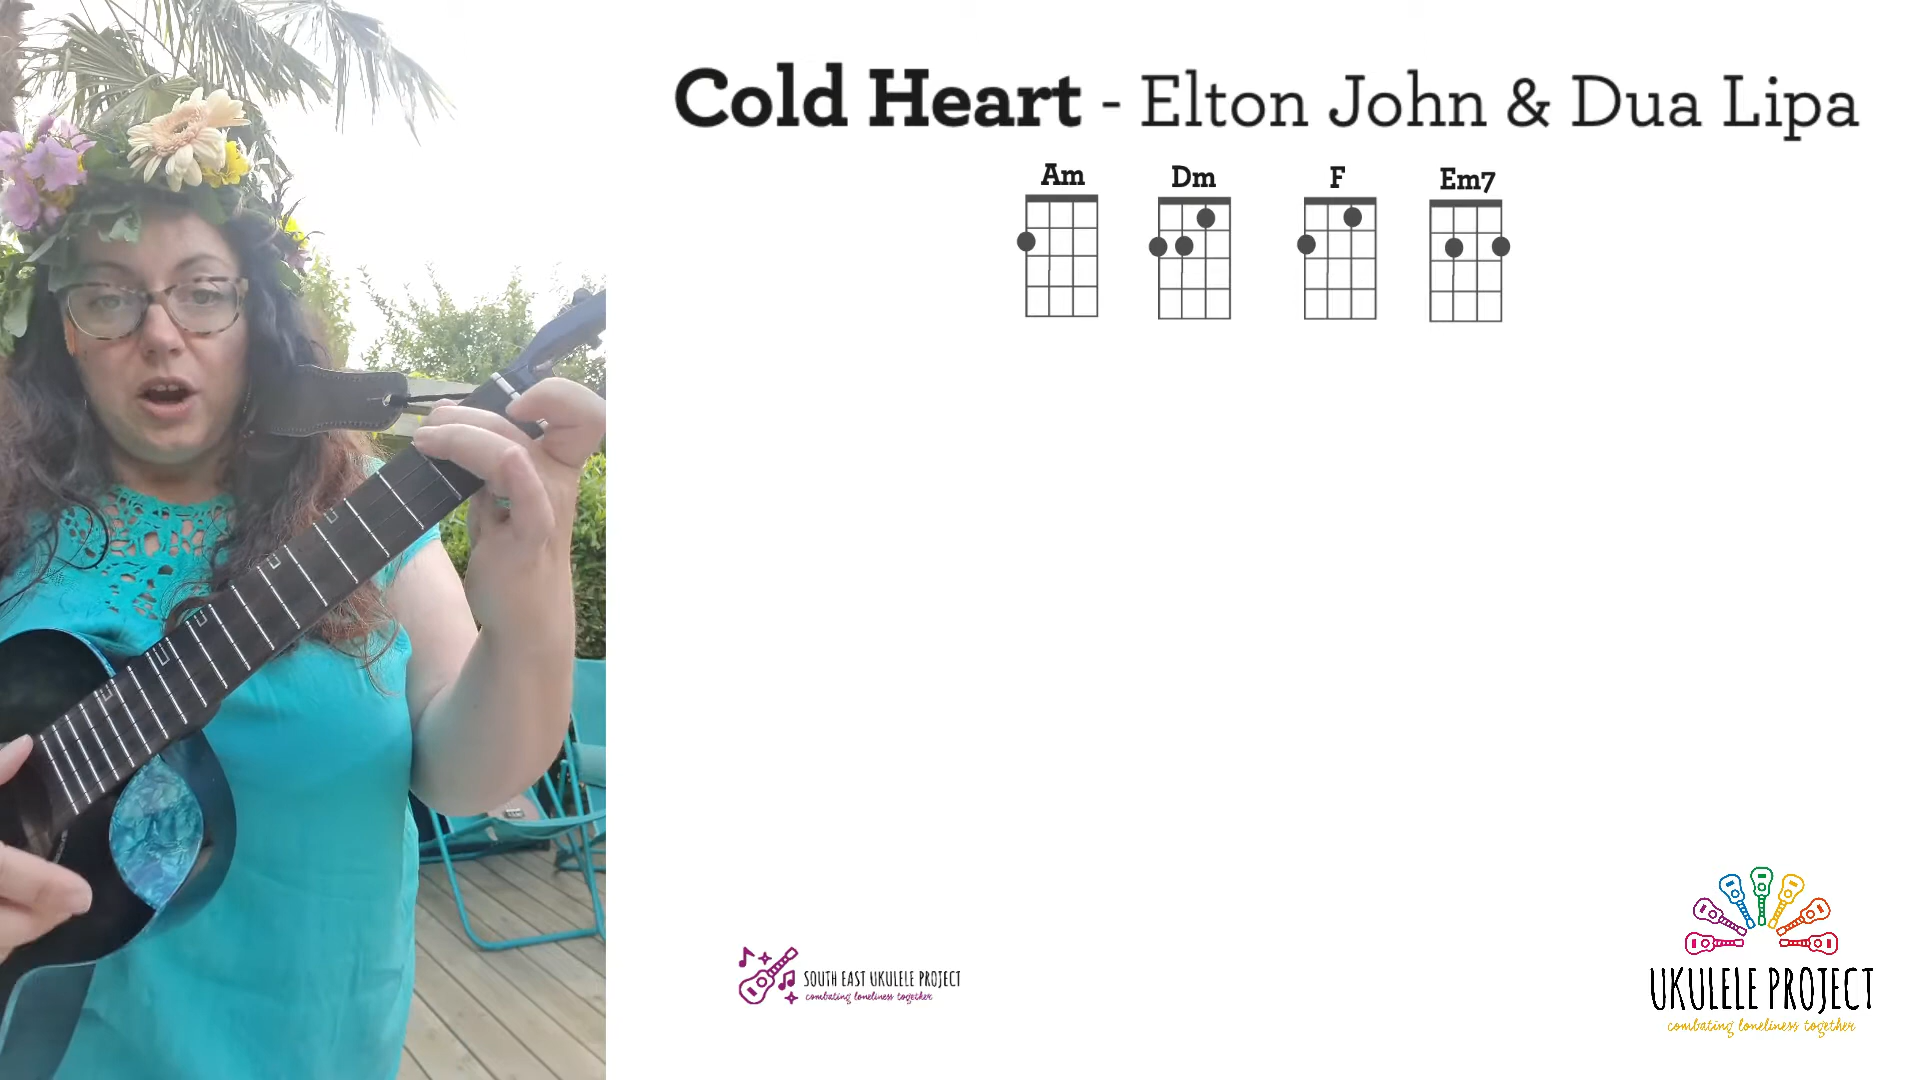 Cold Heart - Elton John & Dua Lipa
Am Dm F Em7
SOUTH EAST UKULELE PROJECT
combating loneliness together
UKULELE PROJECT
combating loneliness together